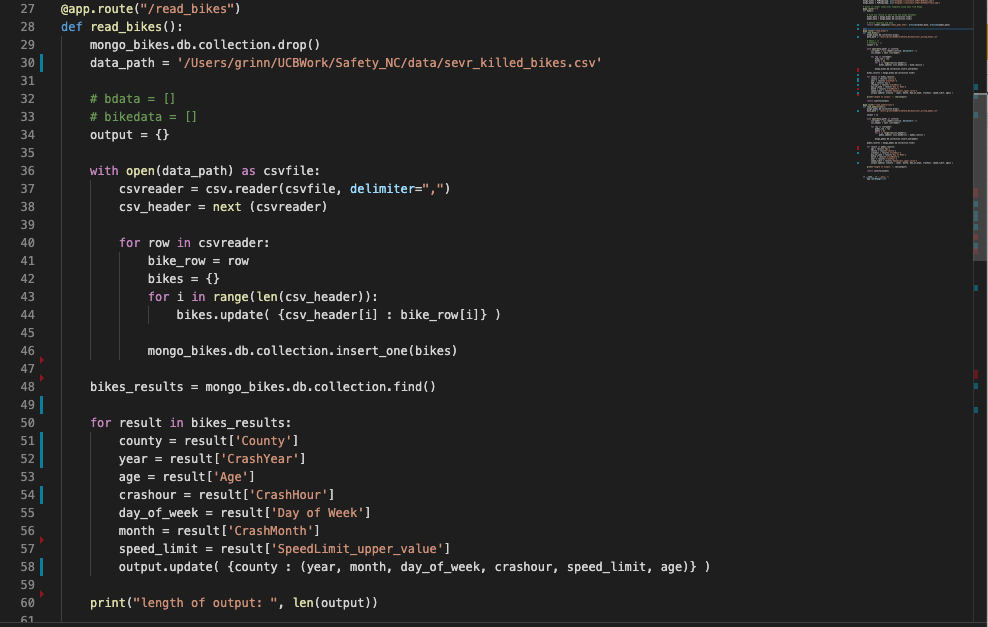 27 @app.route("/read_bikes")
28 def read_bikes():
29     mongo_bikes.db.collection.drop()
30     data_path = '/Users/grinn/UCBWork/Safety_NC/data/sevr_killed_bikes.csv'
31
32     # bdata = []
33     # bikedata = []
34     output = {}
35
36     with open(data_path) as csvfile:
37         csvreader = csv.reader(csvfile, delimiter=",")
38         csv_header = next (csvreader)
39
40         for row in csvreader:
41             bike_row = row
42             bikes = {}
43             for i in range(len(csv_header)):
44                 bikes.update( {csv_header[i] : bike_row[i]} )
45
46             mongo_bikes.db.collection.insert_one(bikes)
47
48     bikes_results = mongo_bikes.db.collection.find()
49
50     for result in bikes_results:
51         county = result['County']
52         year = result['CrashYear']
53         age = result['Age']
54         crashour = result['CrashHour']
55         day_of_week = result['Day of Week']
56         month = result['CrashMonth']
57         speed_limit = result['SpeedLimit_upper_value']
58         output.update( {county : (year, month, day_of_week, crashour, speed_limit, age)} )
59
60     print("length of output: ", len(output))
61